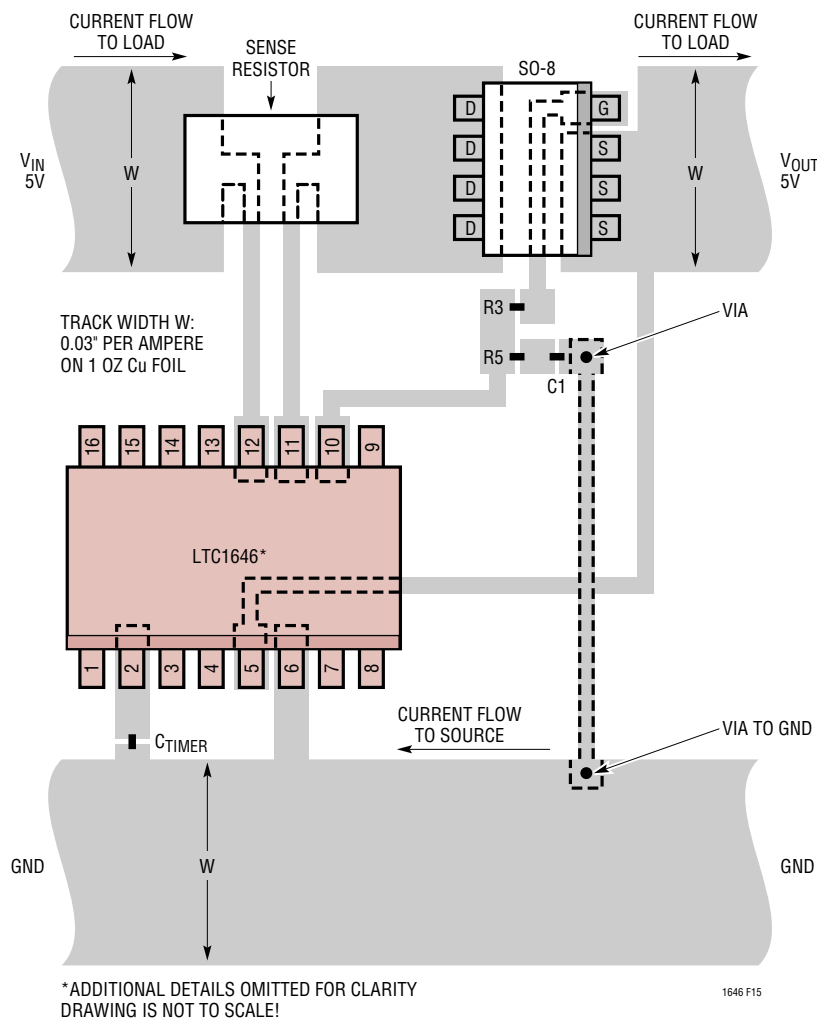 CURRENT FLOW
TO LOAD
SENSE
RESISTOR
SO-8
CURRENT FLOW
TO LOAD
VIN
5V
W
D
D
D
D
G
S
S
S
W
VOUT
5V
TRACK WIDTH W:
0.03" PER AMPERE
ON 1 OZ Cu FOIL
R3
R5
C1
VIA
16
15
14
13
12
11
10
9
LTC1646*
1
2
3
4
5
6
7
8
CTIMER
CURRENT FLOW
TO SOURCE
VIA TO GND
GND
W
GND
*ADDITIONAL DETAILS OMITTED FOR CLARITY
DRAWING IS NOT TO SCALE!
1646 F15